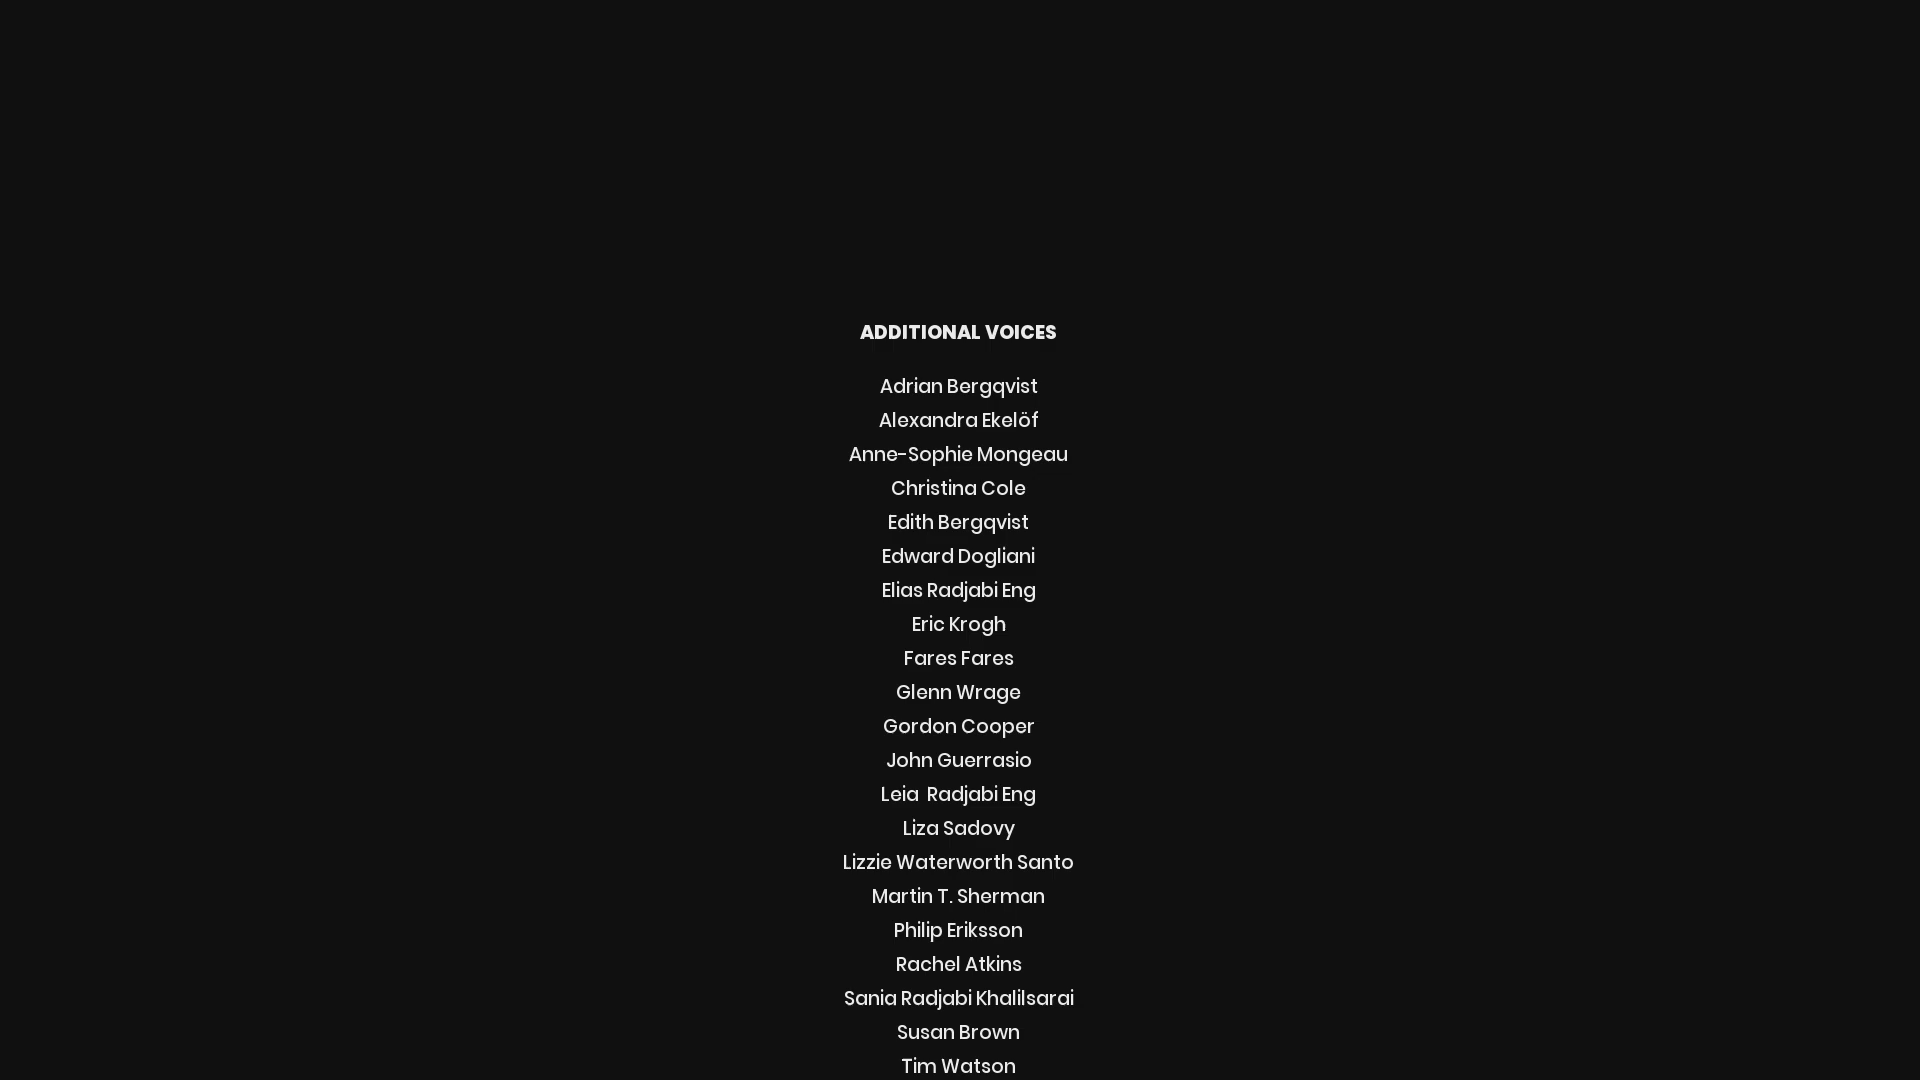 ADDITIONAL VOICES
Adrian Bergqvist
Alexandra Ekelöf
Anne-Sophie Mongeau
Christina Cole
Edith Bergqvist
Edward Dogliani
Elias Radjabi Eng
Eric Krogh
Fares Fares
Glenn Wrage
Gordon Cooper
John Guerrasio
Leia  Radjabi Eng
Liza Sadovy
Lizzie Waterworth Santo
Martin T. Sherman
Philip Eriksson
Rachel Atkins
Sania Radjabi Khalilsarai
Susan Brown
Tim Watson